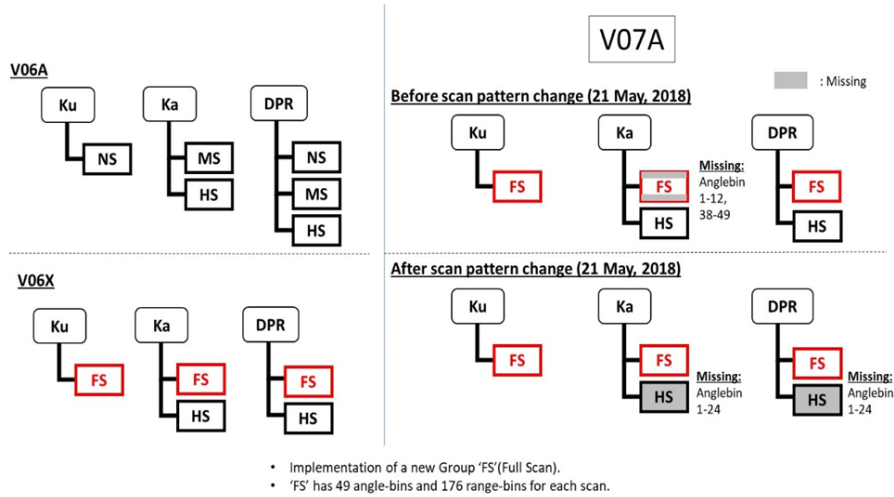 V06A
Ku
NS
Ka
MS
HS
DPR
NS
MS
HS
V06X
Ku
FS
Ka
FS
HS
DPR
FS
HS
V07A
: Missing
Before scan pattern change (21 May, 2018)
Ku
FS
Ka
FS
HS
Missing:
Anglebin
1-12,
38-49
DPR
FS
HS
After scan pattern change (21 May, 2018)
Ku
FS
Ka
FS
HS
Missing:
Anglebin
1-24
DPR
FS
HS
Missing:
Anglebin
1-24
• Implementation of a new Group 'FS'(Full Scan).
• 'FS' has 49 angle-bins and 176 range-bins for each scan.